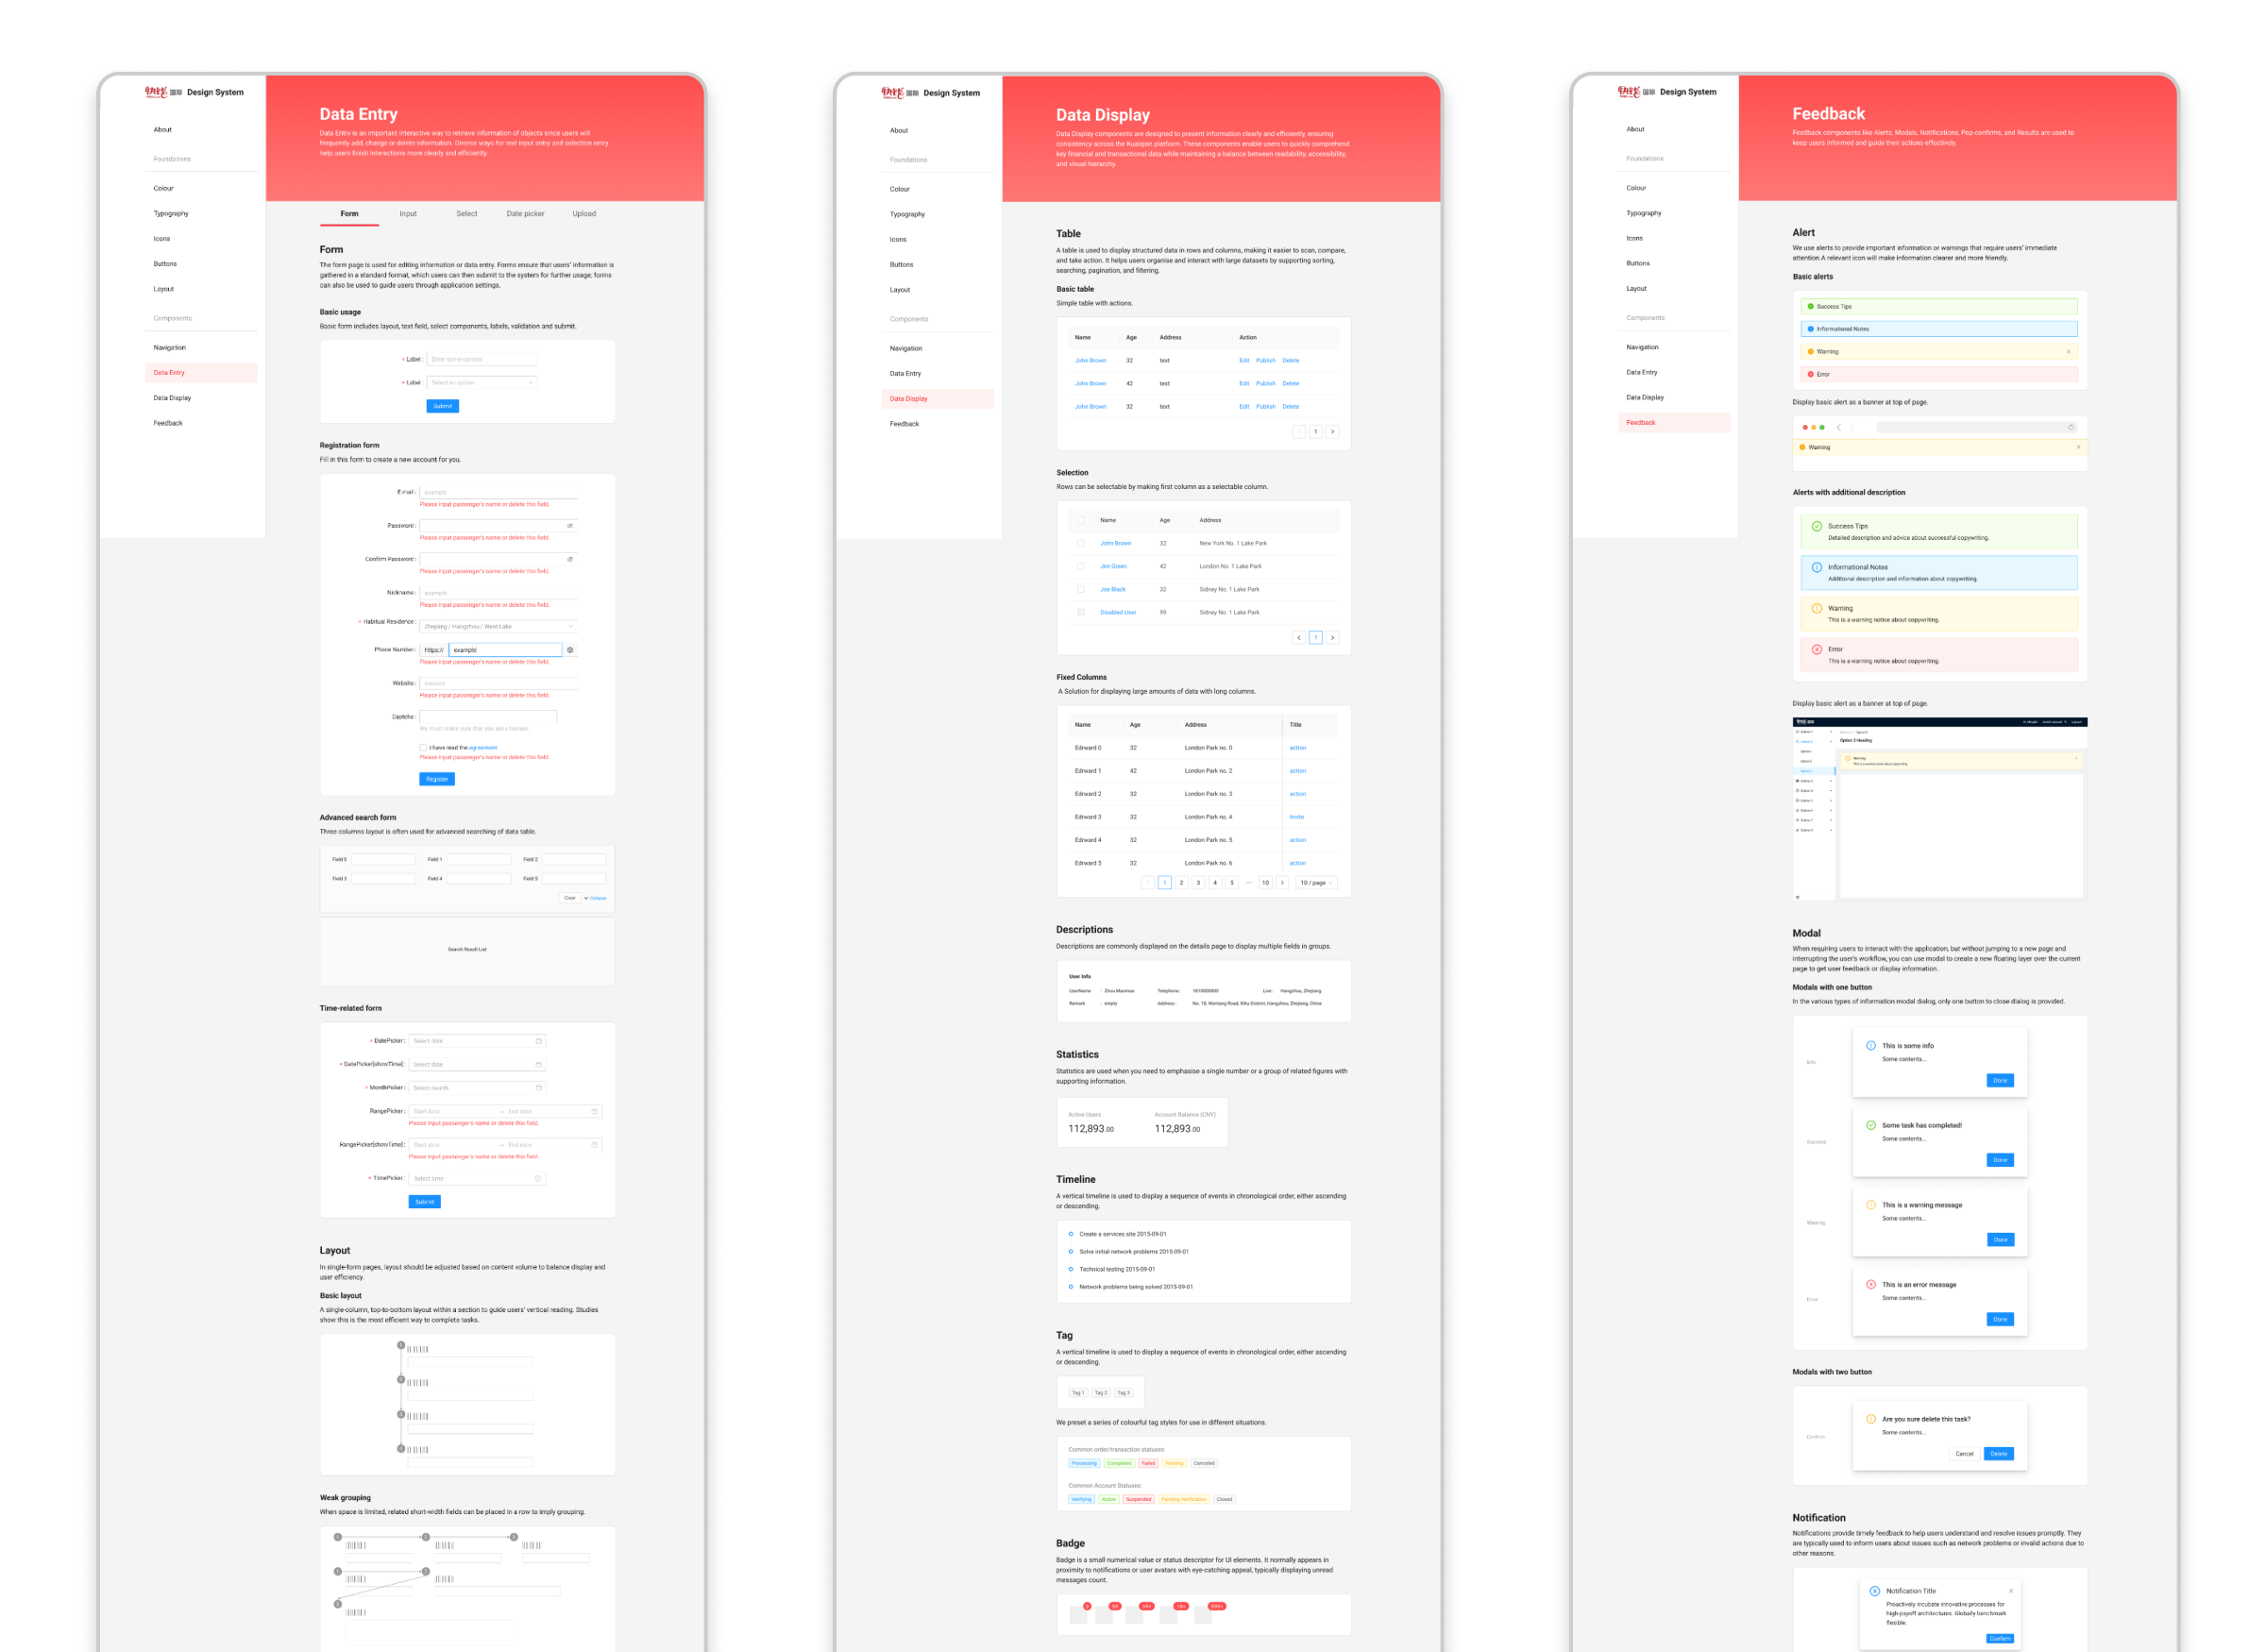 国际 Design System
About
Foundations
Colour
Typography
Icons
Buttons
Layout
Components
Navigation
Data Entry
Data Display
Feedback
Data Entry
Data Entry is an important interactive way to retrieve information of objects since users will
frequently add, change or delete information. Diverse ways for text input entry and selection entry
help users finish interactions more clearly and efficiently.
Form Input Select Date picker Upload
Form
The form page is used for editing information or data entry. Forms ensure that users' information is
gathered in a standard format, which users can then submit to the system for further usage; forms
can also be used to guide users through application settings.
Basic usage
Basic form includes layout, text field, select components, labels, validation and submit.
* Label : Enter some content
* Label : Select an option
Submit
Registration form
Fill in this form to create a new account for you.
E-mail : example
Please input passenger's name or delete this field.
Password :
Please input passenger's name or delete this field.
Confirm Password :
Please input passenger's name or delete this field.
Nickname : example
Please input passenger's name or delete this field.
* Habitual Residence : Zhejiang / Hangzhou / West Lake
Phone Number : https:// example
Please input passenger's name or delete this field.
Website : website
Please input passenger's name or delete this field.
Captcha :
We must make sure that you are a human.
I have read the agreement
Please input passenger's name or delete this field.
Register
Advanced search form
Three columns layout is often used for advanced searching of data table.
Field 0 Field 1 Field 2
Field 3 Field 4 Field 5
Clear Collapse
Search Result List
Time-related form
* DatePicker : Select date
* DatePicker[showTime] : Select date
* MonthPicker : Select month
RangePicker : Start date → End date
Please input passenger's name or delete this field.
RangePicker[showTime] : Start date → End date
Please input passenger's name or delete this field.
* TimePicker : Select time
Submit
Layout
In single-form pages, layout should be adjusted based on content volume to balance display and
user efficiency.
Basic layout
A single-column, top-to-bottom layout within a section to guide users' vertical reading. Studies
show this is the most efficient way to complete tasks.
1
2
3
4
Weak grouping
When space is limited, related short-width fields can be placed in a row to imply grouping.
国际 Design System
About
Foundations
Colour
Typography
Icons
Buttons
Layout
Components
Navigation
Data Entry
Data Display
Feedback
Data Display
Data Display components are designed to present information clearly and efficiently, ensuring
consistency across the Kuaiqian platform. These components enable users to quickly comprehend
key financial and transactional data while maintaining a balance between readability, accessibility,
and visual hierarchy.
Table
A table is used to display structured data in rows and columns, making it easier to scan, compare,
and take action. It helps users organise and interact with large datasets by supporting sorting,
searching, pagination, and filtering.
Basic table
Simple table with actions.
Name Age Address Action
John Brown 32 text Edit Publish Delete
John Brown 42 text Edit Publish Delete
John Brown 32 text Edit Publish Delete
< 1 >
Selection
Rows can be selectable by making first column as a selectable column.
Name Age Address
John Brown 32 New York No. 1 Lake Park
Jim Green 42 London No. 1 Lake Park
Joe Black 32 Sidney No. 1 Lake Park
Disabled User 99 Sidney No. 1 Lake Park
< 1 >
Fixed Columns
A Solution for displaying large amounts of data with long columns.
Name Age Address Title
Edrward 0 32 London Park no. 0 action
Edrward 1 42 London Park no. 2 action
Edrward 2 32 London Park no. 3 action
Edrward 3 32 London Park no. 4 Invite
Edrward 4 32 London Park no. 5 action
Edrward 5 32 London Park no. 6 action
< 1 2 3 4 5 ••• 10 > 10 / page
Descriptions
Descriptions are commonly displayed on the details page to display multiple fields in groups.
User Info
UserName : Zhou Maomao Telephone : 1810000000 Live : Hangzhou, Zhejiang
Remark : empty Address : No. 18, Wantang Road, Xihu District, Hangzhou, Zhejiang, China
Statistics
Statistics are used when you need to emphasise a single number or a group of related figures with
supporting information.
Active Users Account Balance (CNY)
112,893.00 112,893.00
Timeline
A vertical timeline is used to display a sequence of events in chronological order, either ascending
or descending.
Create a services site 2015-09-01
Solve initial network problems 2015-09-01
Technical testing 2015-09-01
Network problems being solved 2015-09-01
Tag
A vertical timeline is used to display a sequence of events in chronological order, either ascending
or descending.
Tag 1 Tag 2 Tag 3
We preset a series of colourful tag styles for use in different situations.
Common order/transaction statuses:
Processing Completed Failed Pending Canceled
Common Account Statuses:
Verifying Active Suspended Pending Verification Closed
Badge
Badge is a small numerical value or status descriptor for UI elements. It normally appears in
proximity to notifications or user avatars with eye-catching appeal, typically displaying unread
messages count.
国际 Design System
About
Foundations
Colour
Typography
Icons
Buttons
Layout
Components
Navigation
Data Entry
Data Display
Feedback
Feedback
Feedback components like Alerts, Modals, Notifications, Pop-confirms, and Results are used to
keep users informed and guide their actions effectively.
Alert
We use alerts to provide important information or warnings that require users' immediate
attention.A relevant icon will make information clearer and more friendly.
Basic alerts
Success Tips
Informational Notes
Warning
Error
Display basic alert as a banner at top of page.
Warning
Alerts with additional description
Success Tips
Detailed description and advice about successful copywriting.
Informational Notes
Additional description and information about copywriting.
Warning
This is a warning notice about copywriting.
Error
This is a warning notice about copywriting.
Display basic alert as a banner at top of page.
Option 3 Heading
Warning
This is a warning notice about copywriting.
Modal
When requiring users to interact with the application, but without jumping to a new page and
interrupting the user's workflow, you can use modal to create a new floating layer over the current
page to get user feedback or display information.
Modals with one button
In the various types of information modal dialog, only one button to close dialog is provided.
Info
This is some info
Some contents...
Done
Success
Some task has completed!
Some contents...
Done
Warning
This is a warning message
Some contents...
Done
Error
This is an error message
Some contents...
Done
Modals with two button
Confirm
Are you sure delete this task?
Some contents...
Cancel Delete
Notification
Notifications provide timely feedback to help users understand and resolve issues promptly. They
are typically used to inform users about issues such as network problems or invalid actions due to
other reasons.
Notification Title
Proactively incubate innovative processes for
high-payoff architectures. Globally benchmark
flexible.
Confirm